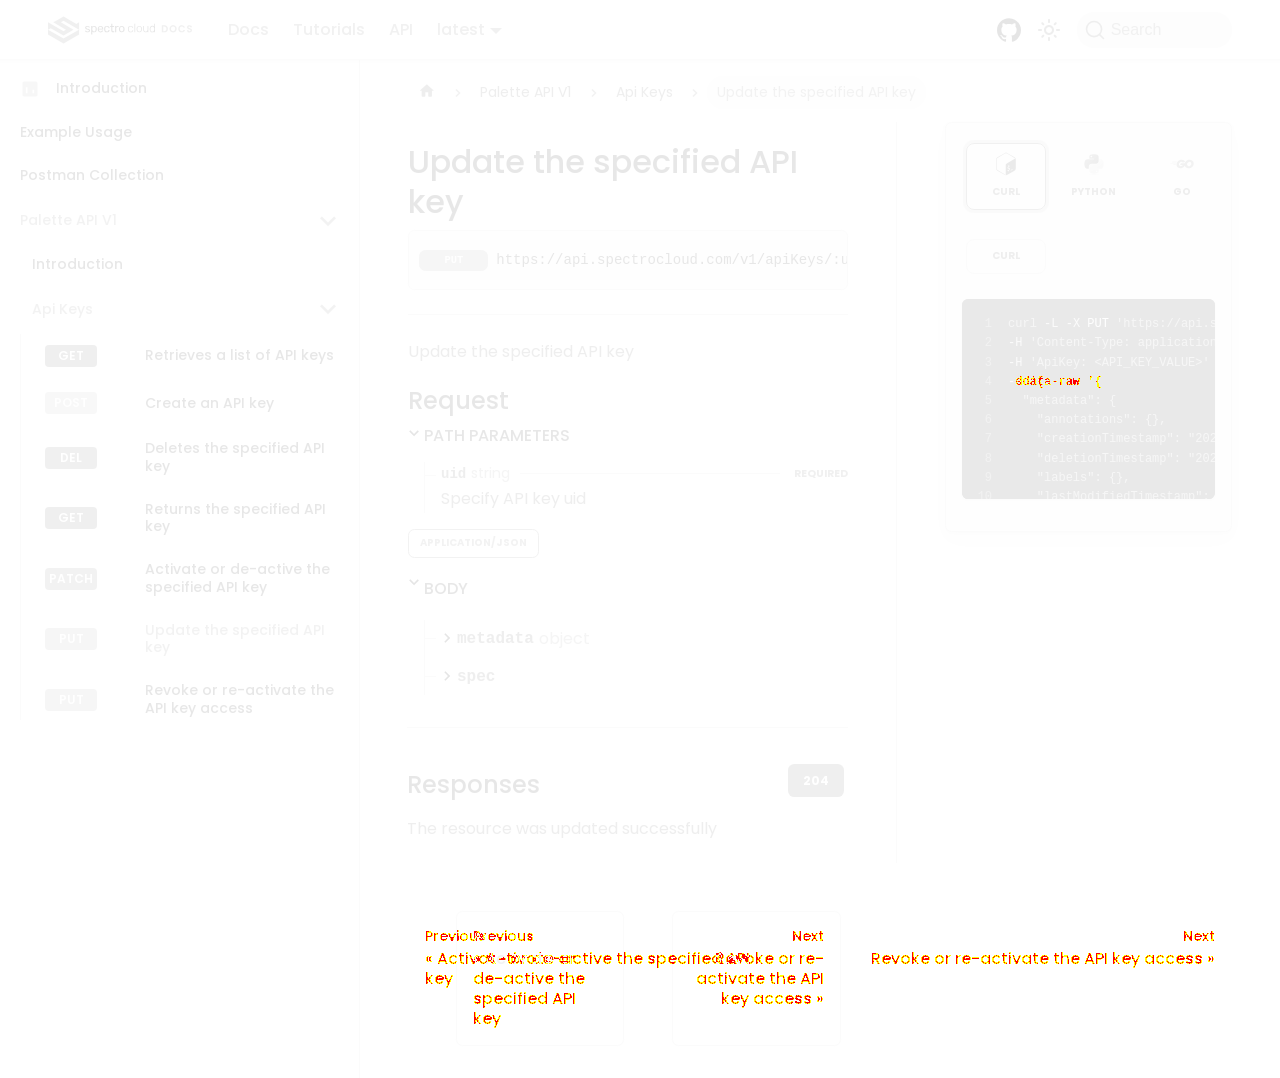 spectro cloud DOCS Docs Tutorials API latest Search
Introduction
Example Usage
Postman Collection
Palette API V1
Introduction
Api Keys
GET Retrieves a list of API keys
POST Create an API key
DEL Deletes the specified API
key
GET Returns the specified API
key
PATCH Activate or de-active the
specified API key
PUT Update the specified API
key
PUT Revoke or re-activate the
API key access
Palette API V1 Api Keys Update the specified API key
Update the specified API
key
PUT https://api.spectrocloud.com/v1/apiKeys/:u
Update the specified API key
Request
PATH PARAMETERS
uid string REQUIRED
Specify API key uid
APPLICATION/JSON
BODY
metadata object
spec
Responses 204
The resource was updated successfully
CURL PYTHON GO
CURL
1 curl -L -X PUT 'https://api.s
2 -H 'Content-Type: application
3 -H 'ApiKey: <API_KEY_VALUE>'
4
5 "metadata": {
6 "annotations": {},
7 "creationTimestamp": "202
8 "deletionTimestamp": "202
9 "labels": {},
10 "lastModifiedTimestamp":
Previous
key
Previous
de-active the
specified API
key
Next
activate the API
key access »
Next
Revoke or re-activate the API key access »